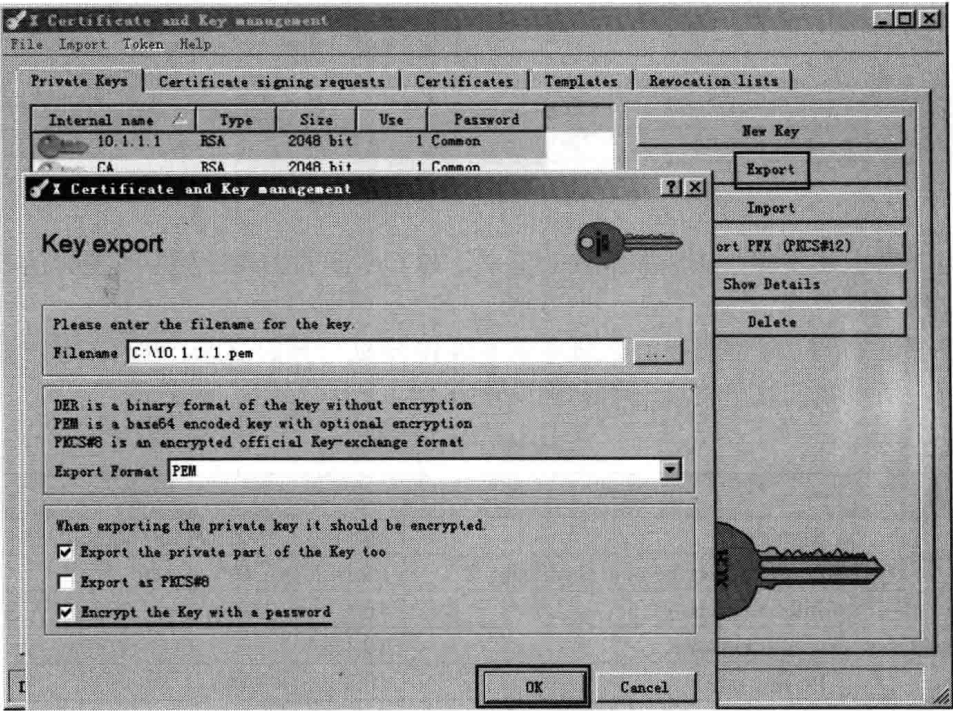 X Certificate and Key management
File Import Token Help
Private Keys Certificate signing requests Certificates Templates Revocation lists
Internal name Type Size Use Password
10.1.1.1 RSA 2048 bit 1 Common
CA RSA 2048 bit 1 Common
New Key
Export
Import
ort PFX (PKCS#12)
Show Details
Delete
X Certificate and Key management
Key export
Please enter the filename for the key.
Filename C:\10.1.1.1.pem ...
DER is a binary format of the key without encryption
PEM is a base64 encoded key with optional encryption
PKCS#8 is an encrypted official Key-exchange format
Export Format PEM
When exporting the private key it should be encrypted.
Export the private part of the Key too
Export as PKCS#8
Encrypt the Key with a password
OK Cancel